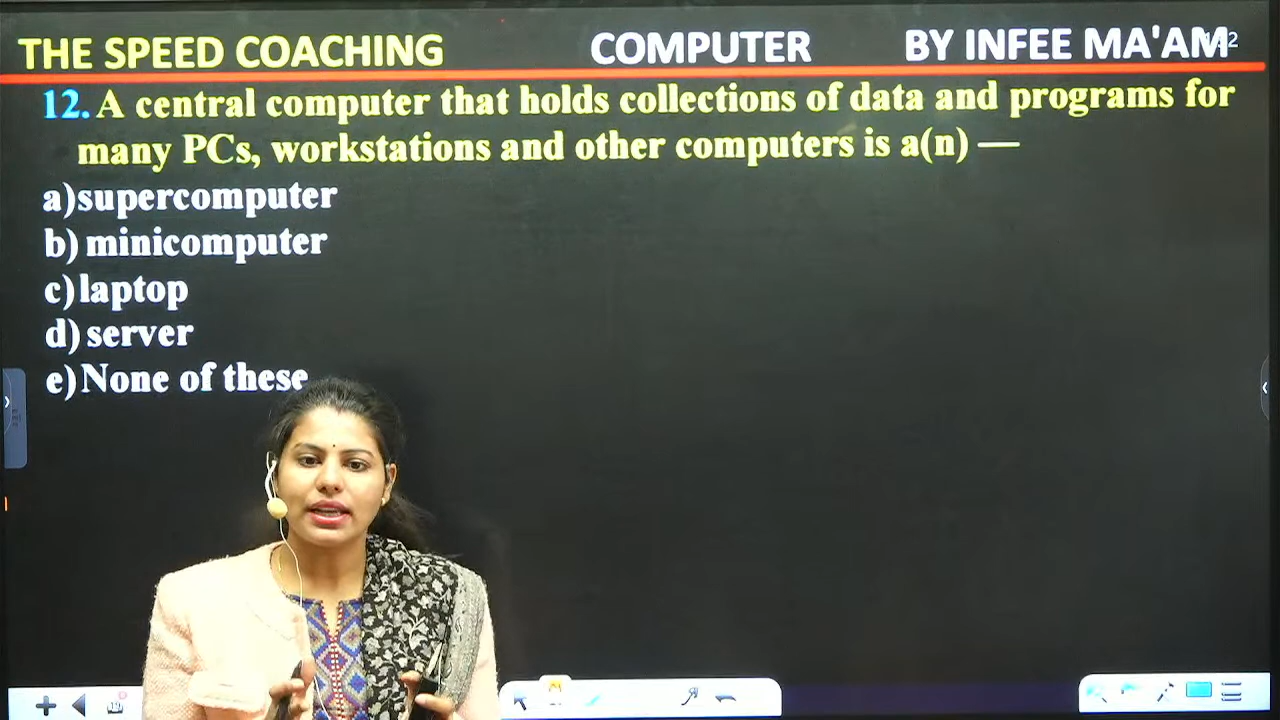 THE SPEED COACHING COMPUTER BY INFEE MA'AM
12. A central computer that holds collections of data and programs for
many PCs, workstations and other computers is a(n) —
a)supercomputer
b) minicomputer
c)laptop
d) server
e)None of these